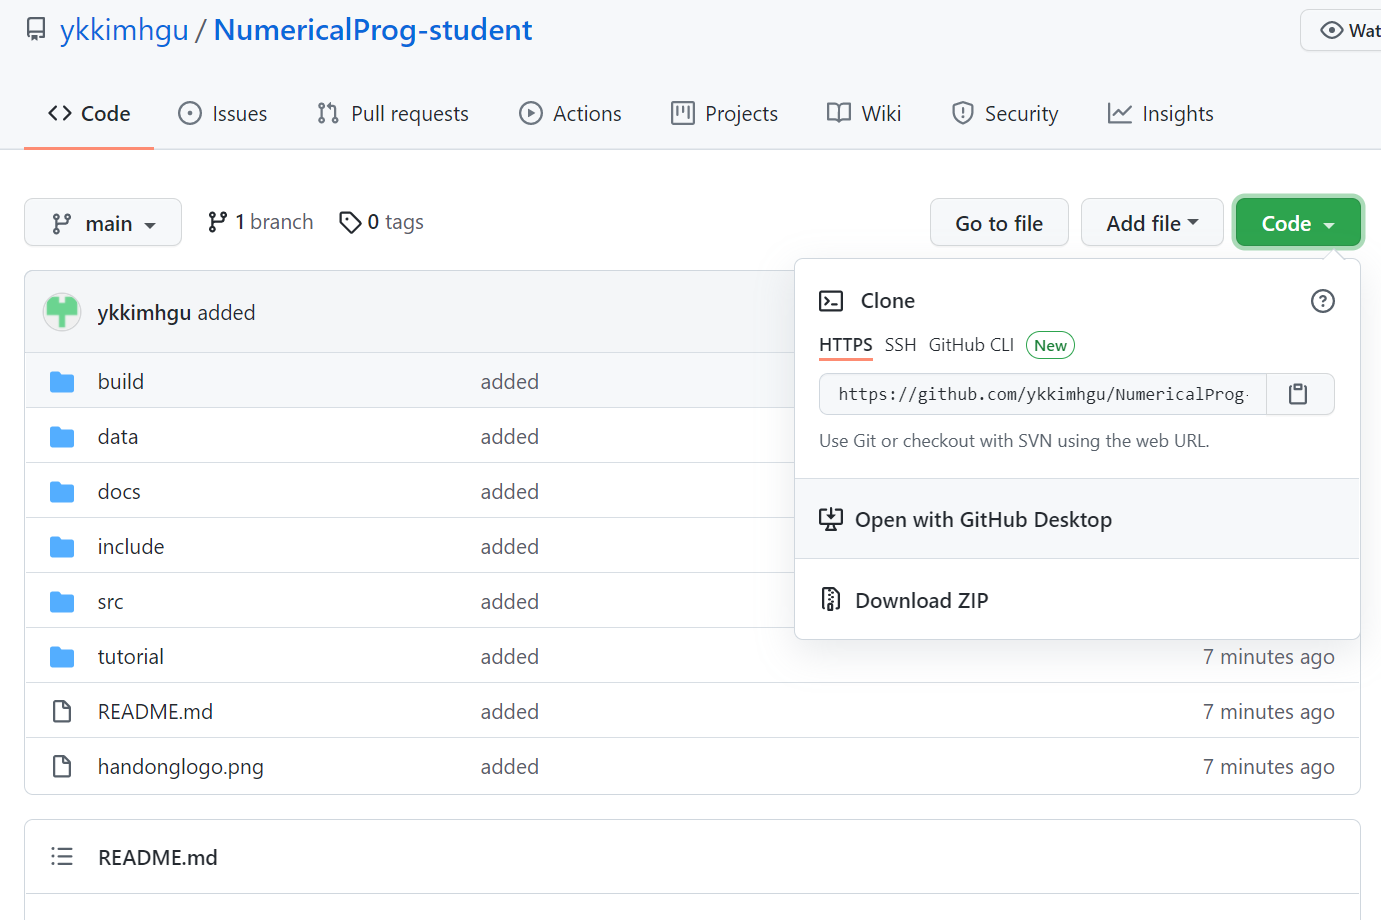 ykkimhgu / NumericalProg-student
Wat
Code Issues Pull requests Actions Projects Wiki Security Insights
main 1 branch 0 tags Go to file Add file Code
ykkimhgu added
Clone
HTTPS SSH GitHub CLI New
https://github.com/ykkimhgu/NumericalProg-
Use Git or checkout with SVN using the web URL.
Open with GitHub Desktop
Download ZIP
build added
data added
docs added
include added
src added
tutorial added 7 minutes ago
README.md added 7 minutes ago
handonglogo.png added 7 minutes ago
README.md